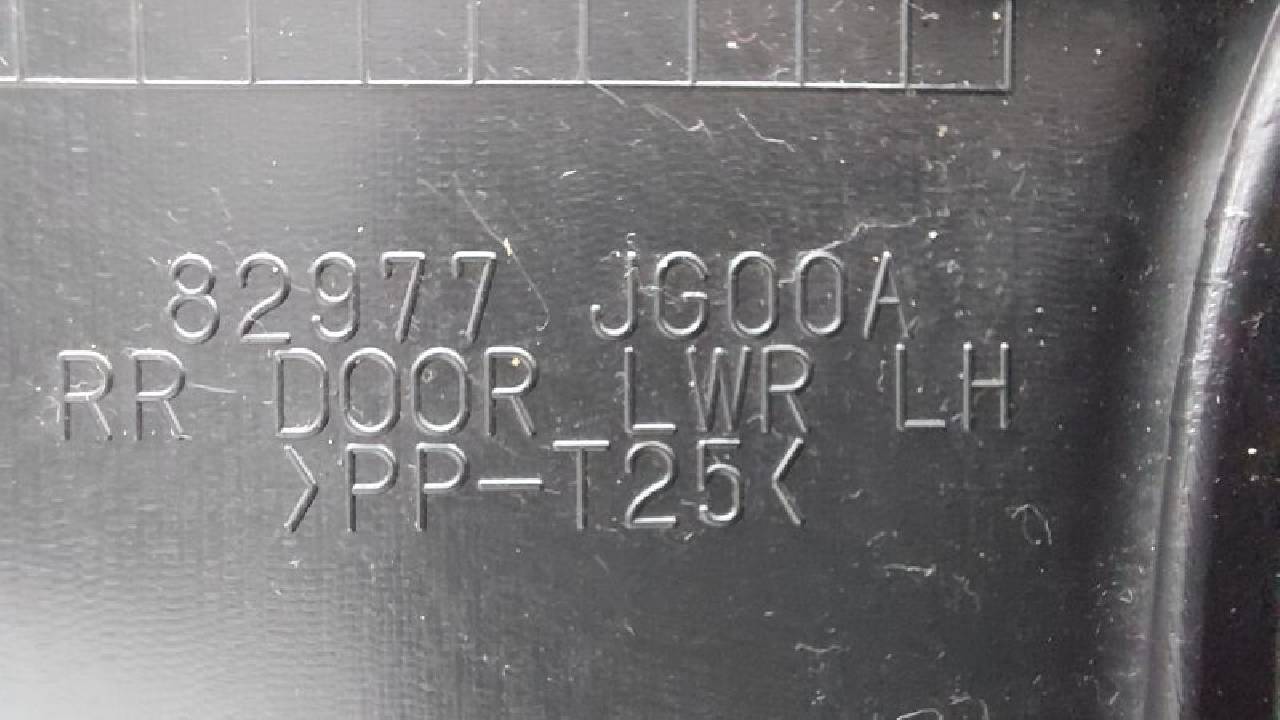 82977 JG00A
RR DOOR LWR LH
>PP-T25<